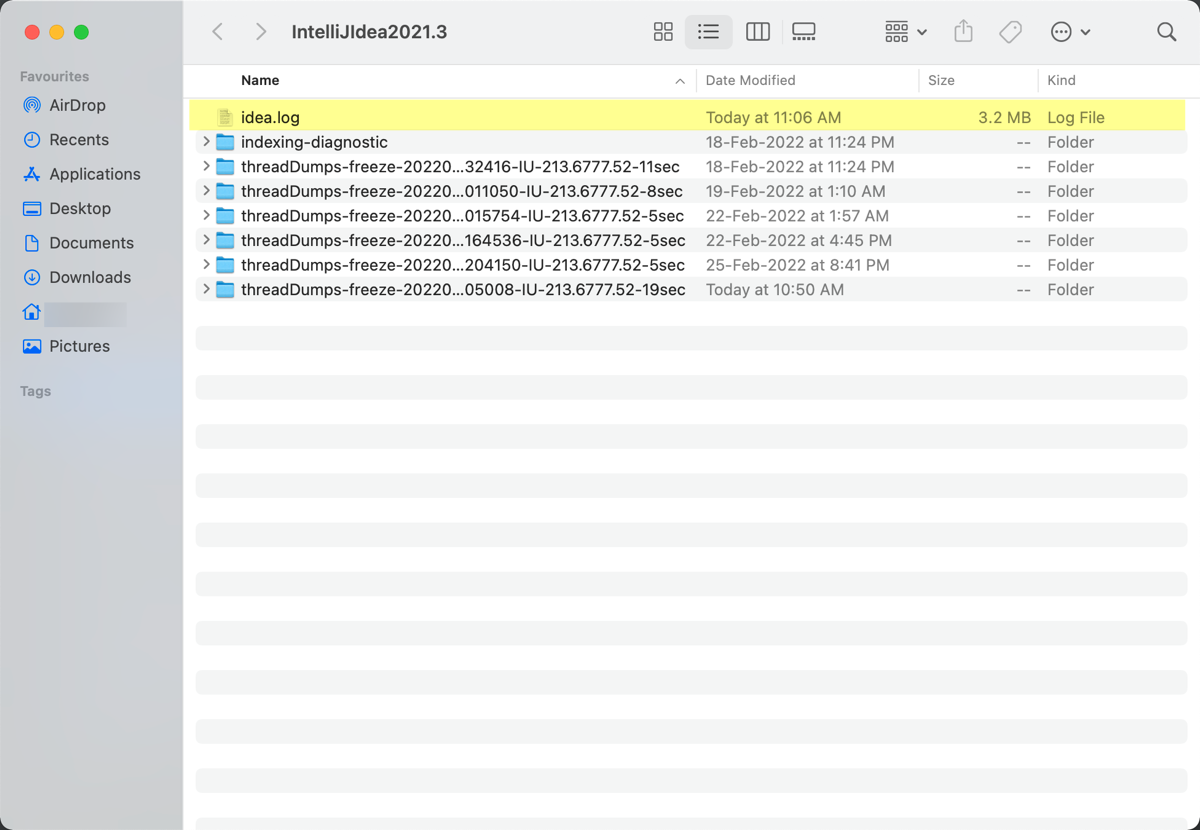 IntelliJIdea2021.3
Favourites
AirDrop
Recents
Applications
Desktop
Documents
Downloads
Pictures
Tags
Name Date Modified Size Kind
idea.log Today at 11:06 AM 3.2 MB Log File
indexing-diagnostic 18-Feb-2022 at 11:24 PM -- Folder
threadDumps-freeze-20220...32416-IU-213.6777.52-11sec 18-Feb-2022 at 11:24 PM -- Folder
threadDumps-freeze-20220...011050-IU-213.6777.52-8sec 19-Feb-2022 at 1:10 AM -- Folder
threadDumps-freeze-20220...015754-IU-213.6777.52-5sec 22-Feb-2022 at 1:57 AM -- Folder
threadDumps-freeze-20220...164536-IU-213.6777.52-5sec 22-Feb-2022 at 4:45 PM -- Folder
threadDumps-freeze-20220...204150-IU-213.6777.52-5sec 25-Feb-2022 at 8:41 PM -- Folder
threadDumps-freeze-20220...05008-IU-213.6777.52-19sec Today at 10:50 AM -- Folder